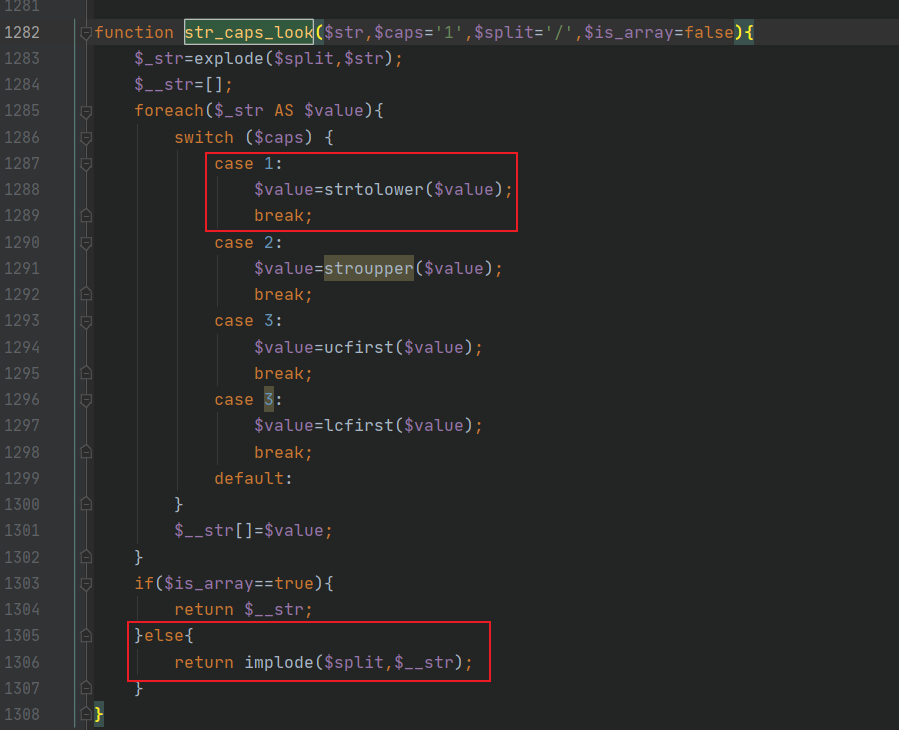 1281
1282 function str_caps_look($str,$caps='1',$split='/',$is_array=false){
1283 $_str=explode($split,$str);
1284 $__str=[];
1285 foreach($_str AS $value){
1286 switch ($caps) {
1287 case 1:
1288 $value=strtolower($value);
1289 break;
1290 case 2:
1291 $value=stroupper($value);
1292 break;
1293 case 3:
1294 $value=ucfirst($value);
1295 break;
1296 case 3:
1297 $value=lcfirst($value);
1298 break;
1299 default:
1300 }
1301 $__str[]=$value;
1302 }
1303 if($is_array==true){
1304 return $__str;
1305 }else{
1306 return implode($split,$__str);
1307 }
1308 }